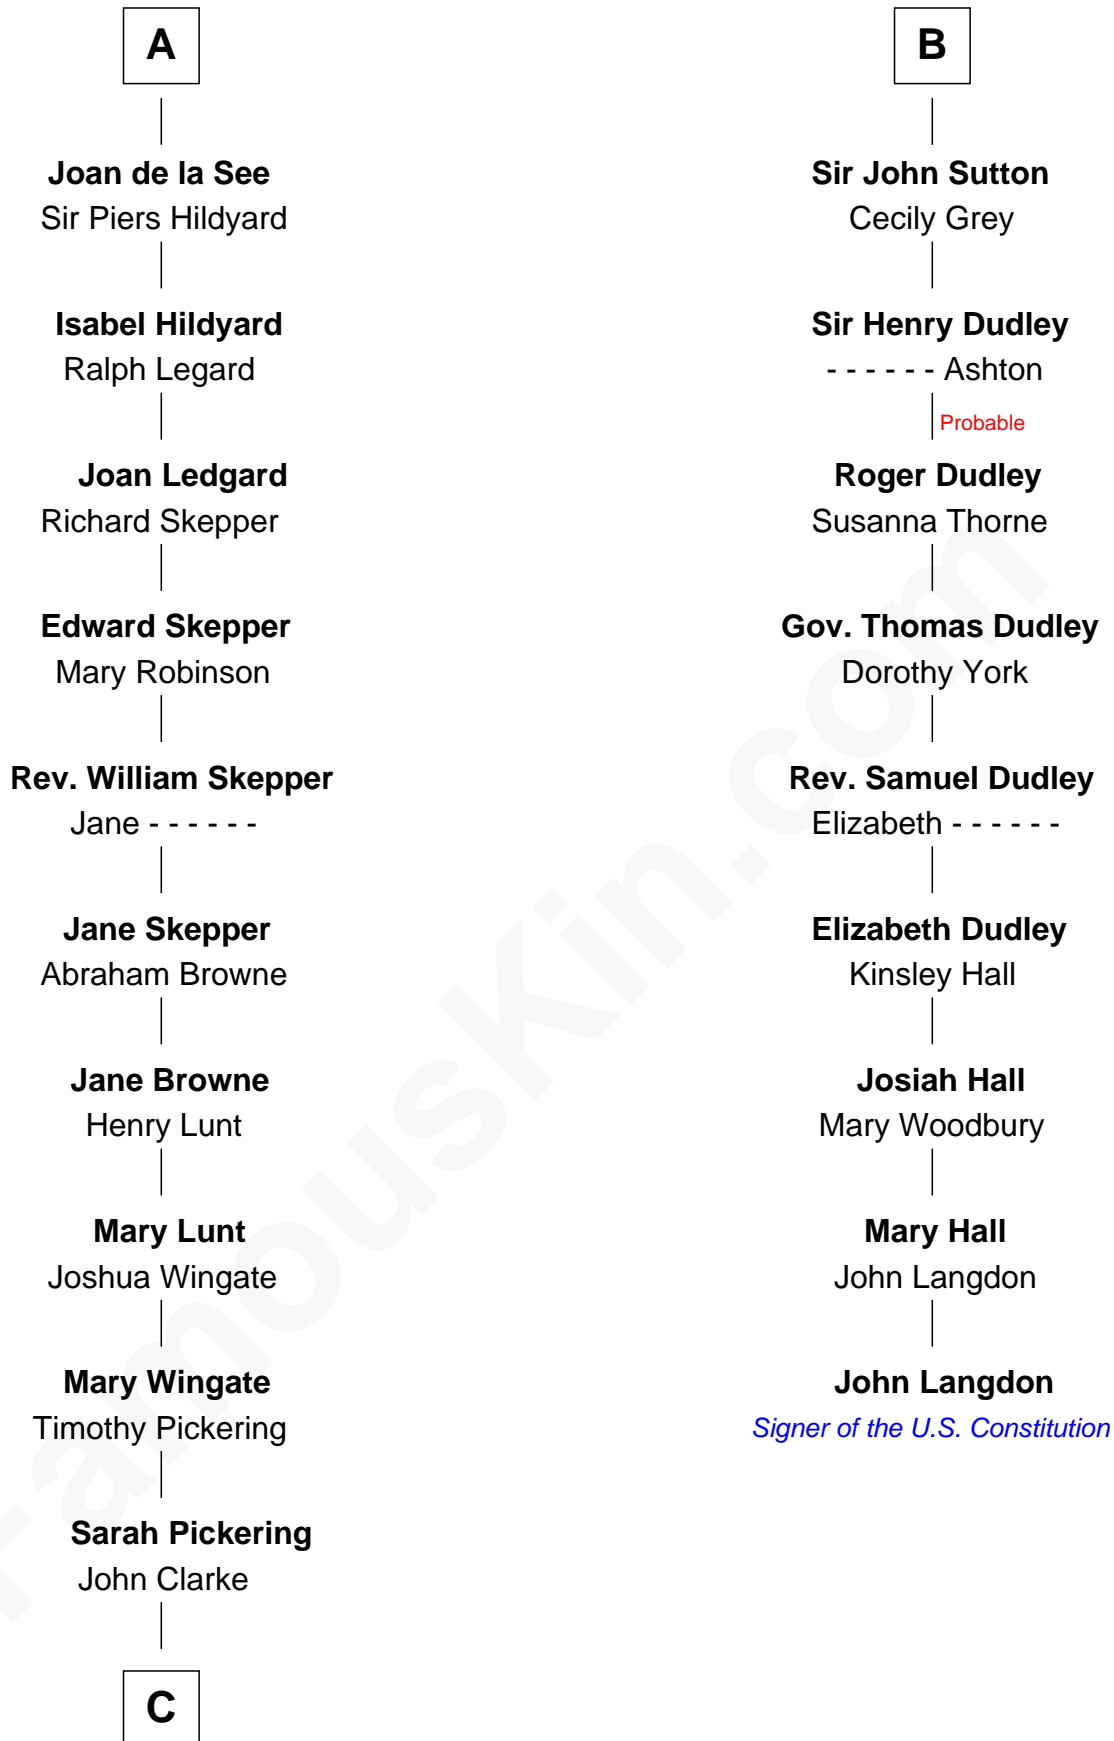 A
Joan de la See
Sir Piers Hildyard
Isabel Hildyard
Ralph Legard
Joan Ledgard
Richard Skepper
Edward Skepper
Mary Robinson
Rev. William Skepper
Jane - - - - - -
Jane Skepper
Abraham Browne
Jane Browne
Henry Lunt
Mary Lunt
Joshua Wingate
Mary Wingate
Timothy Pickering
Sarah Pickering
John Clarke
C
B
Sir John Sutton
Cecily Grey
Sir Henry Dudley
- - - - - - Ashton
Probable
Roger Dudley
Susanna Thorne
Gov. Thomas Dudley
Dorothy York
Rev. Samuel Dudley
Elizabeth - - - - - -
Elizabeth Dudley
Kinsley Hall
Josiah Hall
Mary Woodbury
Mary Hall
John Langdon
John Langdon
Signer of the U.S. Constitution
FamousKin.com